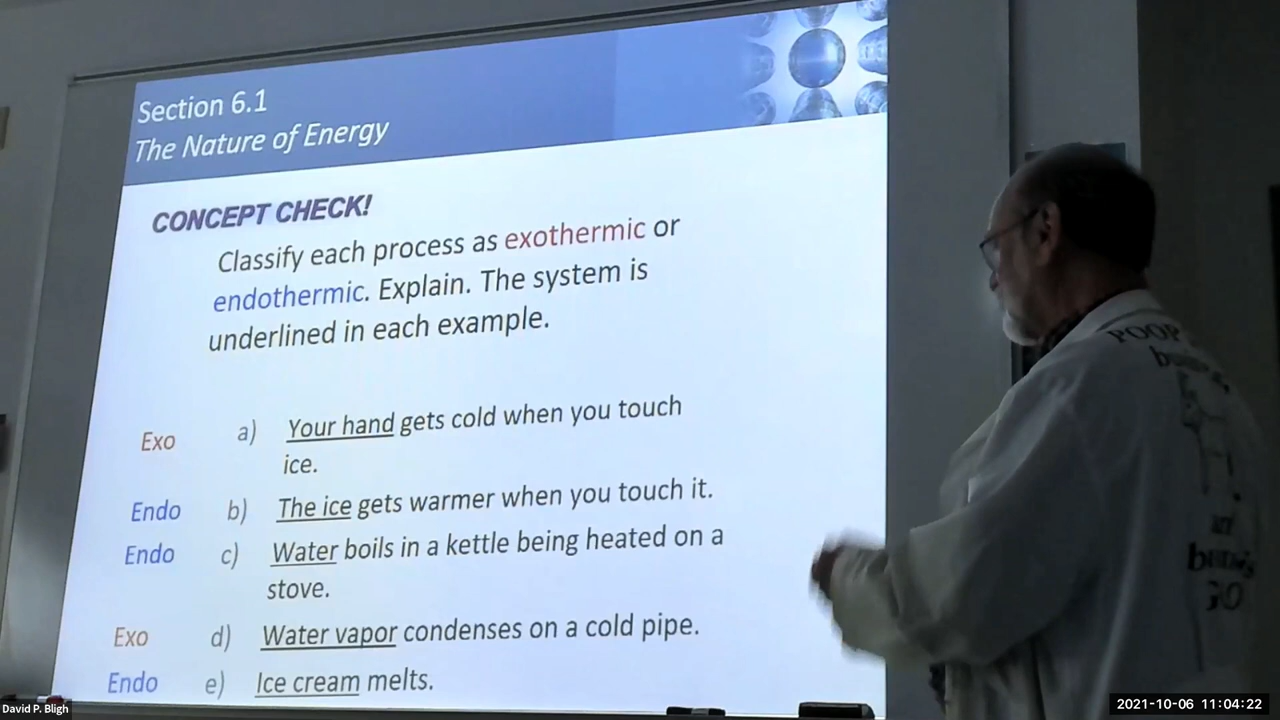 Section 6.1
The Nature of Energy
CONCEPT CHECK!
Classify each process as exothermic or
endothermic. Explain. The system is
underlined in each example.
Exo a) Your hand gets cold when you touch
ice.
Endo b) The ice gets warmer when you touch it.
Endo c) Water boils in a kettle being heated on a
stove.
Exo d) Water vapor condenses on a cold pipe.
Endo e) Ice cream melts.
POOP
David P. Bligh
2021-10-06 11:04:22